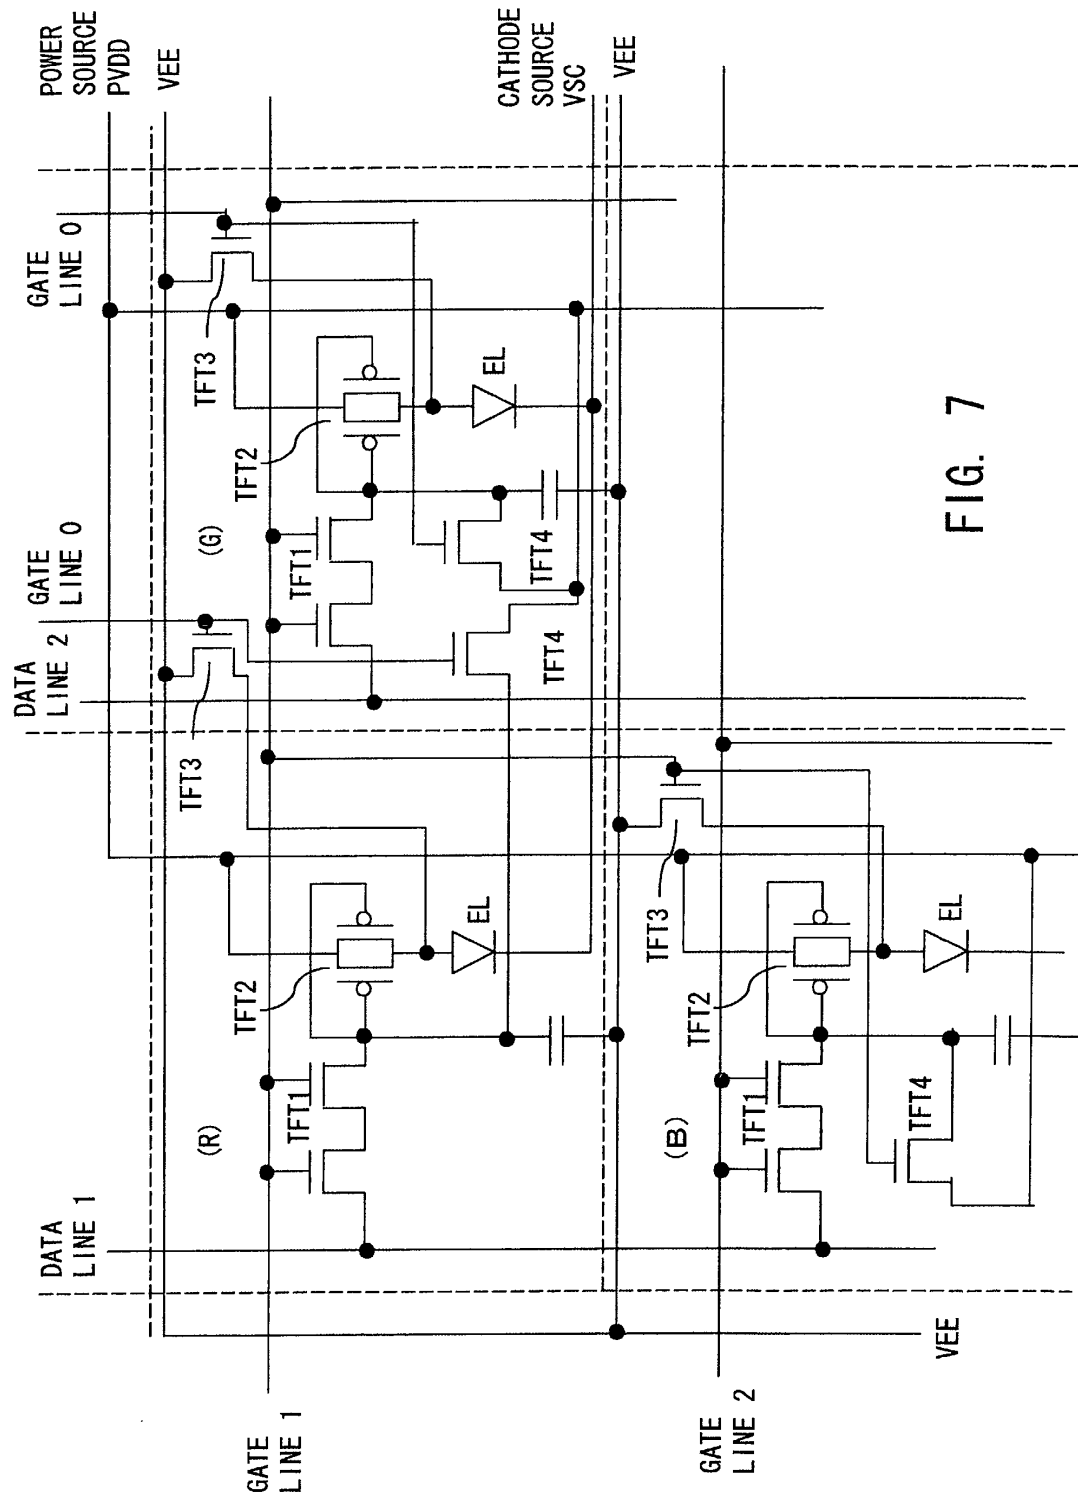 POWER
SOURCE
PVDD
VEE
CATHODE
SOURCE
VSC
VEE
GATE
LINE 0
TFT3
TFT2
EL
(G)
TFT1
TFT4
GATE
LINE 0
DATA
LINE 2
TFT3
TFT4
TFT2
EL
(R)
TFT1
TFT3
TFT2
EL
(B)
TFT1
TFT4
DATA
LINE 1
VEE
GATE
LINE 1
GATE
LINE 2
FIG. 7